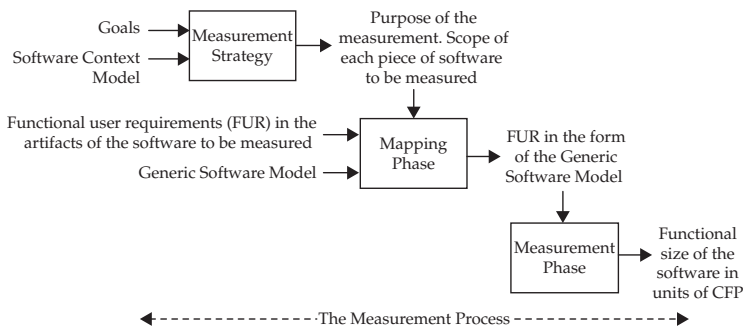 Goals
Software Context
Model
Measurement
Strategy
Purpose of the
measurement. Scope of
each piece of software
to be measured
Functional user requirements (FUR) in the
artifacts of the software to be measured
Generic Software Model
Mapping
Phase
FUR in the form
of the Generic
Software Model
Measurement
Phase
Functional
size of the
software in
units of CFP
The Measurement Process